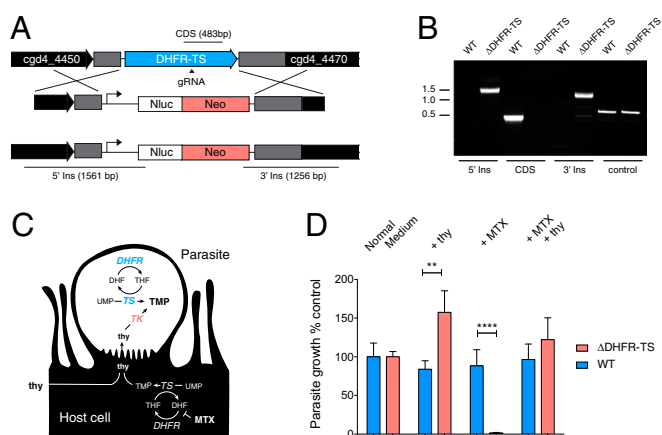 A
CDS (483bp)
cgd4_4450
DHFR-TS
cgd4_4470
gRNA
Nluc
Neo
Nluc
Neo
5' Ins (1561 bp)
3' Ins (1256 bp)
B
WT
ΔDHFR-TS
WT
ΔDHFR-TS
WT
ΔDHFR-TS
WT
ΔDHFR-TS
1.5
1.0
0.5
5' Ins
CDS
3' Ins
control
C
Parasite
DHFR
DHF
THF
UMP
TS
TMP
TK
thy
thy
thy
TMP
TS
UMP
THF
DHF
MTX
DHFR
Host cell
D
Normal Medium
+ thy
+ MTX
+ MTX + thy
Parasite growth % control
200
150
100
50
0
**
****
ΔDHFR-TS
WT